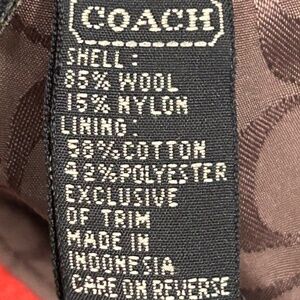 COACH
SHELL:
85% WOOL
15% NYLON
LINING:
58%COTTON
42%POLYESTER
EXCLUSIVE
OF TRIM
MADE IN
INDONESIA
CARE ON REVERSE